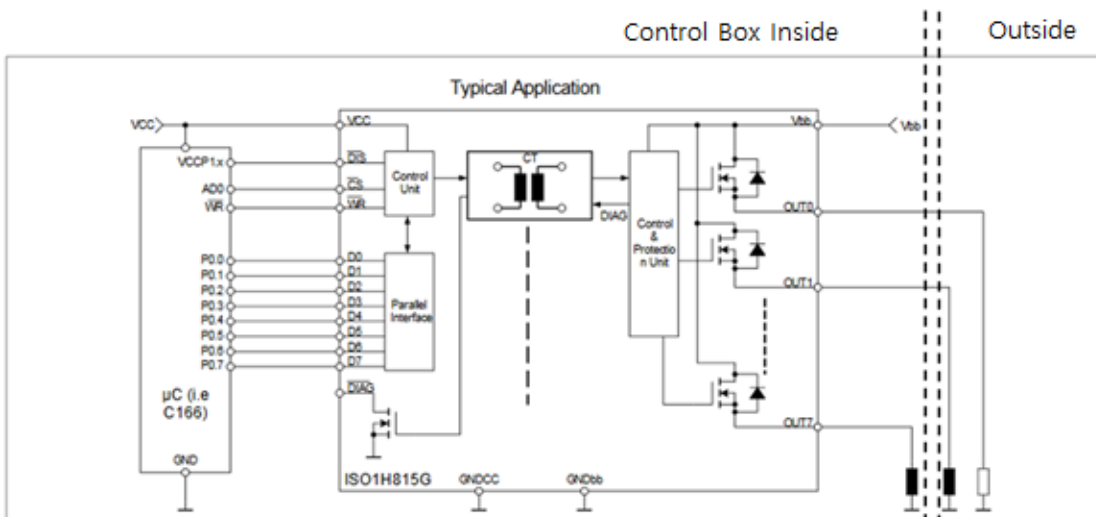 Control Box Inside
Outside
Typical Application
VCC
VCC
Vbb
Vbb
VCCP1.x
DIS
AD0
CS
WR
WR
Control
Unit
CT
DIAG
Control
&
Protectio
n Unit
OUT0
OUT1
OUT7
P0.0
D0
P0.1
D1
P0.2
D2
P0.3
D3
P0.4
D4
P0.5
D5
P0.6
D6
P0.7
D7
Parallel
Interface
DIAG
µC (i.e
C166)
GND
ISO1H815G
GNDCC
GNDbb